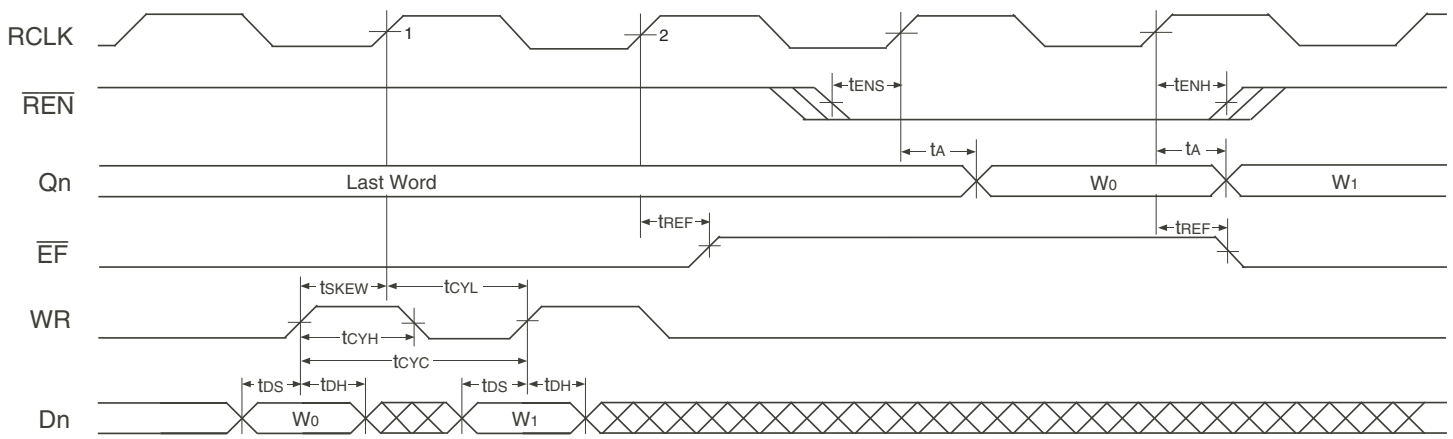 RCLK 1 2
REN tENS tENH
tA tA
Qn Last Word W0 W1
tREF tREF
EF
tSKEW tCYL
WR
tCYH
tCYC
tDS tDH tDS tDH
Dn W0 W1